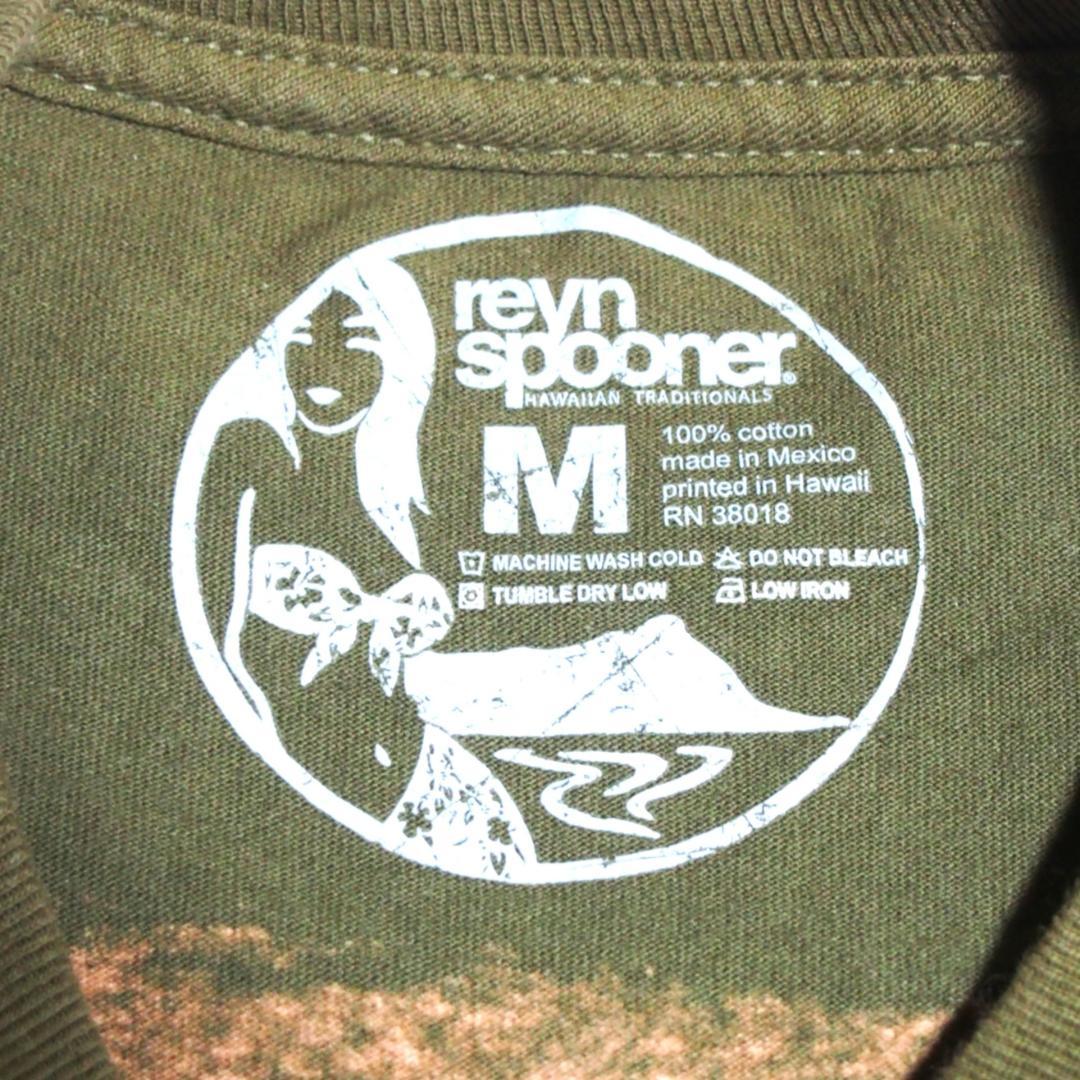 reyn
spooner®
HAWAIIAN TRADITIONALS
M
100% cotton
made in Mexico
printed in Hawaii
RN 38018
MACHINE WASH COLD
DO NOT BLEACH
TUMBLE DRY LOW
LOW IRON